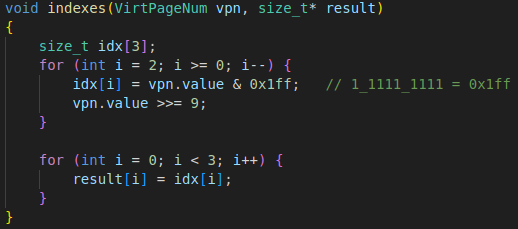 void indexes(VirtPageNum vpn, size_t* result)
{
    size_t idx[3];
    for (int i = 2; i >= 0; i--) {
        idx[i] = vpn.value & 0x1ff;   // 1_1111_1111 = 0x1ff
        vpn.value >>= 9;
    }

    for (int i = 0; i < 3; i++) {
        result[i] = idx[i];
    }
}